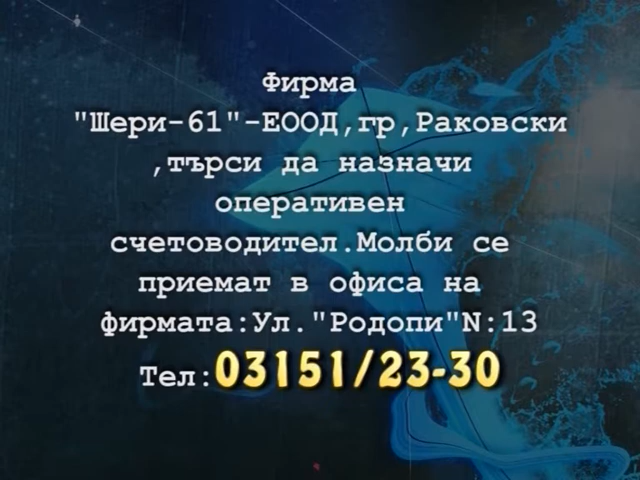 Фирма
"Шери-61"-ЕООД,гр,Раковски
,търси да назначи
оперативен
счетоводител.Молби се
приемат в офиса на
фирмата:Ул."Родопи"N:13
Тел:03151/23-30